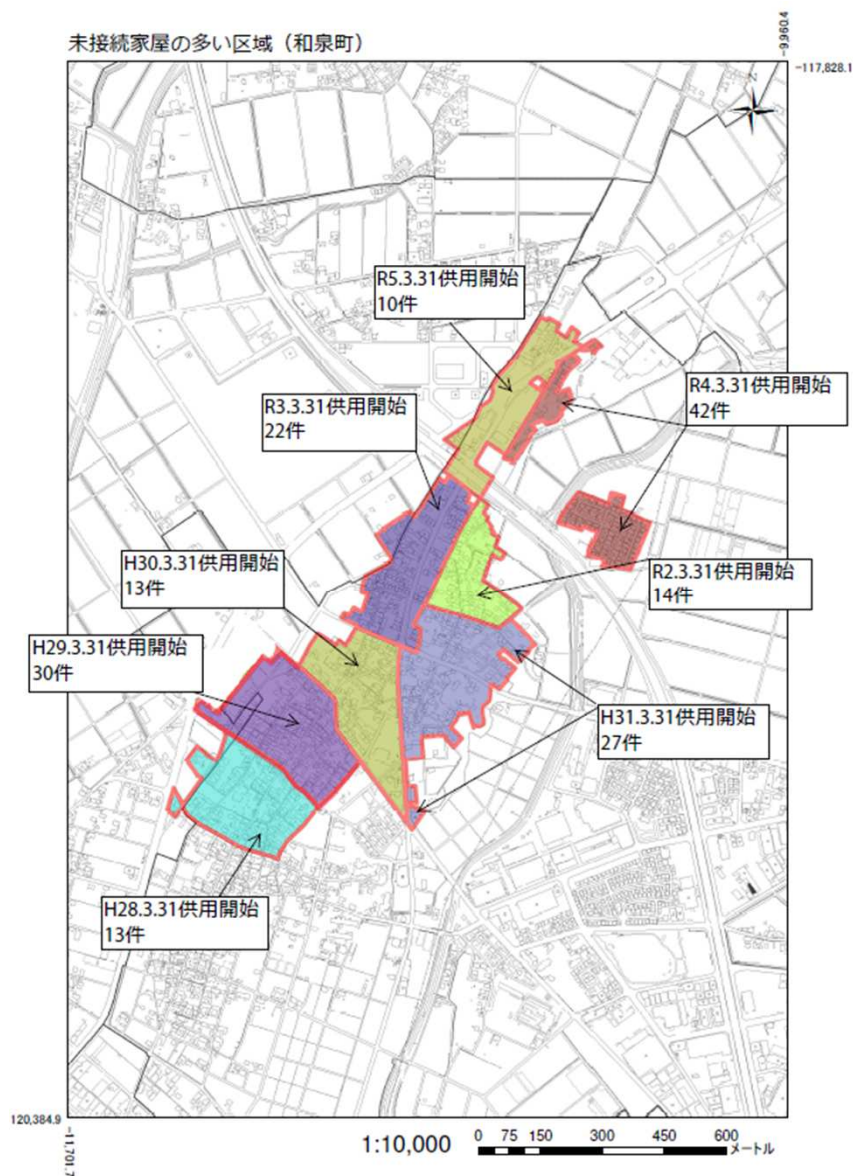 未接続家屋の多い区域（和泉町）
-9,960.4
-117,828.1
R5.3.31供用開始
10件
R3.3.31供用開始
22件
R4.3.31供用開始
42件
H30.3.31供用開始
13件
R2.3.31供用開始
14件
H29.3.31供用開始
30件
H31.3.31供用開始
27件
H28.3.31供用開始
13件
120,384.9
-11,701.7
1:10,000
0 75 150 300 450 600
メートル